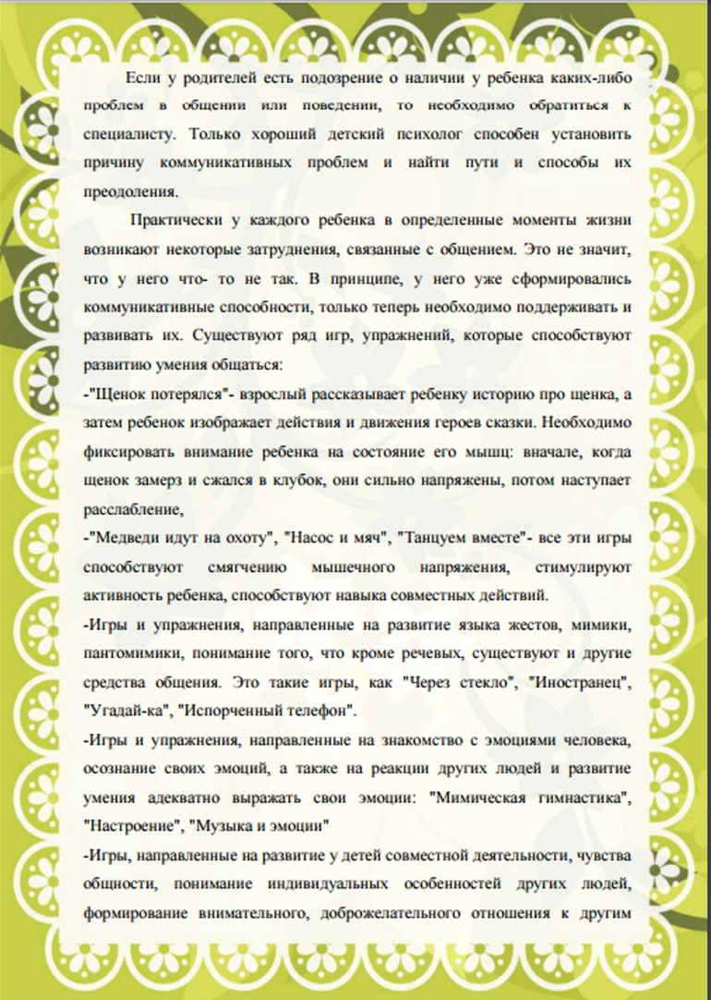 Если у родителей есть подозрение о наличии у ребенка каких-либо
проблем в общении или поведении, то необходимо обратиться к
специалисту. Только хороший детский психолог способен установить
причину коммуникативных проблем и найти пути и способы их
преодоления.
Практически у каждого ребенка в определенные моменты жизни
возникают некоторые затруднения, связанные с общением. Это не значит,
что у него что- то не так. В принципе, у него уже сформировались
коммуникативные способности, только теперь необходимо поддерживать и
развивать их. Существуют ряд игр, упражнений, которые способствуют
развитию умения общаться:
-"Щенок потерялся"- взрослый рассказывает ребенку историю про щенка, а
затем ребенок изображает действия и движения героев сказки. Необходимо
фиксировать внимание ребенка на состояние его мышц: вначале, когда
щенок замерз и сжался в клубок, они сильно напряжены, потом наступает
расслабление,
-"Медведи идут на охоту", "Насос и мяч", "Танцуем вместе"- все эти игры
способствуют смягчению мышечного напряжения, стимулируют
активность ребенка, способствуют навыка совместных действий.
-Игры и упражнения, направленные на развитие языка жестов, мимики,
пантомимики, понимание того, что кроме речевых, существуют и другие
средства общения. Это такие игры, как "Через стекло", "Иностранец",
"Угадай-ка", "Испорченный телефон".
-Игры и упражнения, направленные на знакомство с эмоциями человека,
осознание своих эмоций, а также на реакции других людей и развитие
умения адекватно выражать свои эмоции: "Мимическая гимнастика",
"Настроение", "Музыка и эмоции"
-Игры, направленные на развитие у детей совместной деятельности, чувства
общности, понимание индивидуальных особенностей других людей,
формирование внимательного, доброжелательного отношения к другим